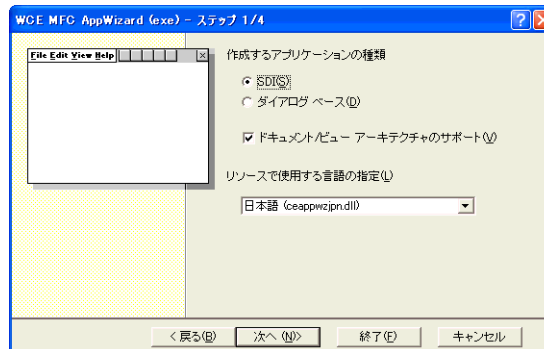 WCE MFC AppWizard (exe) - ステップ 1/4
File Edit View Help
作成するアプリケーションの種類
SDI(S)
ダイアログ ベース(D)
ドキュメント/ビュー アーキテクチャのサポート(V)
リソースで使用する言語の指定(L)
日本語 (ceappwzjpn.dll)
< 戻る(B)
次へ (N)>
終了(F)
キャンセル